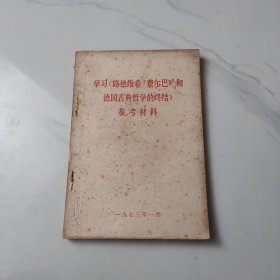 学习《路德维希·费尔巴哈和
德国古典哲学的终结》
参考材料
一九七三年一月